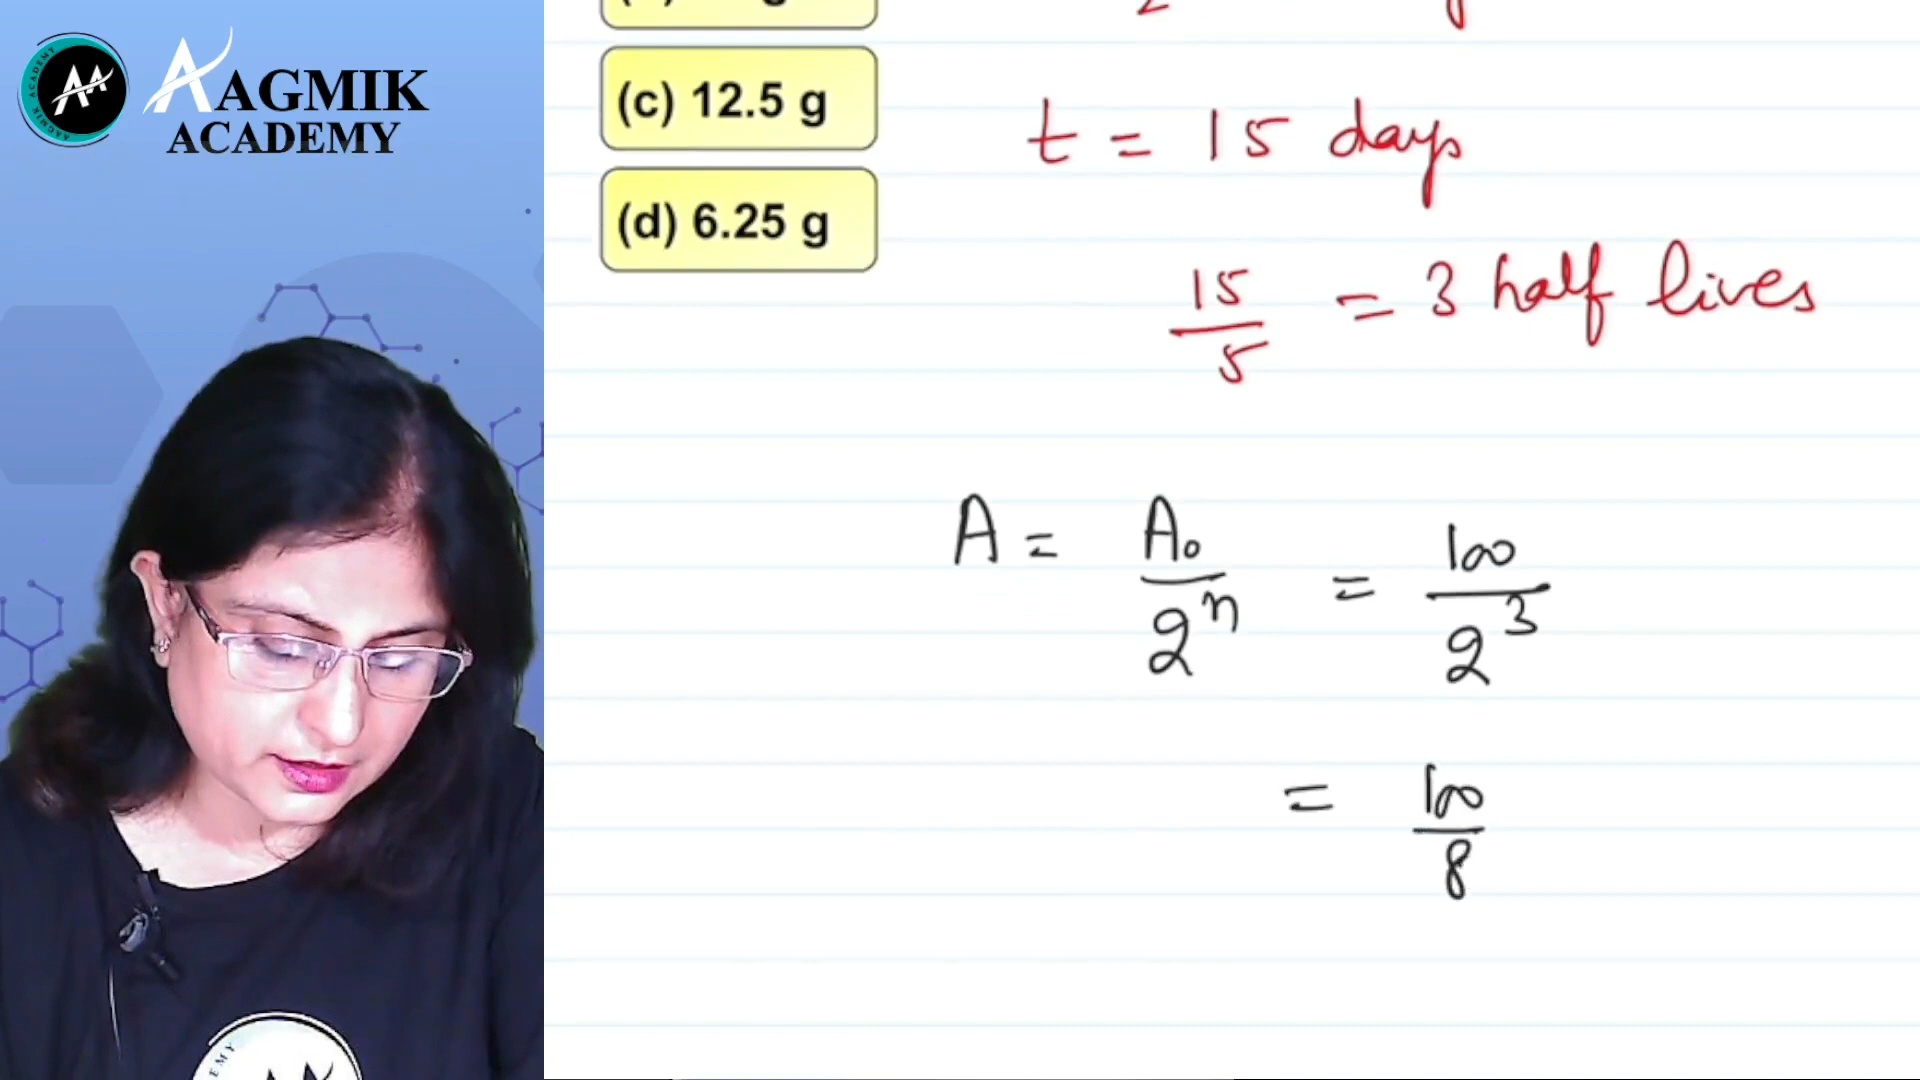 AAGMIK
ACADEMY
(c) 12.5 g
(d) 6.25 g
t = 15 days
15/5 = 3 half lives
A = A₀/2ⁿ = 100/2³
= 100/8